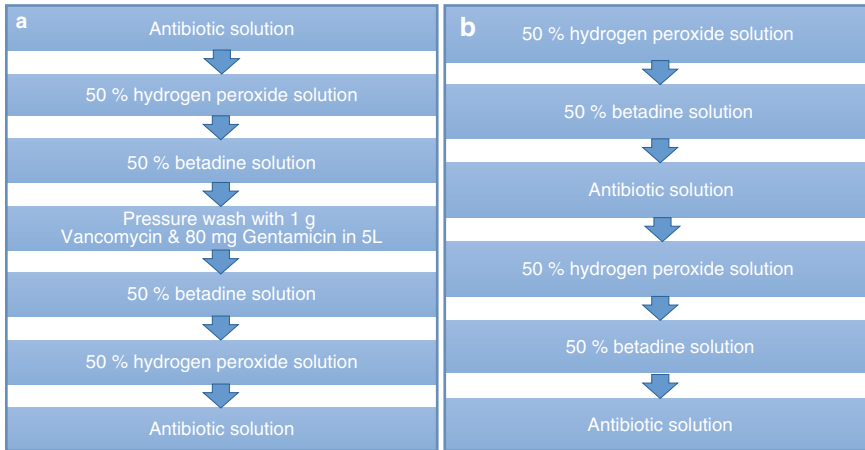 a
Antibiotic solution
50 % hydrogen peroxide solution
50 % betadine solution
Pressure wash with 1 g
Vancomycin & 80 mg Gentamicin in 5L
50 % betadine solution
50 % hydrogen peroxide solution
Antibiotic solution
b
50 % hydrogen peroxide solution
50 % betadine solution
Antibiotic solution
50 % hydrogen peroxide solution
50 % betadine solution
Antibiotic solution